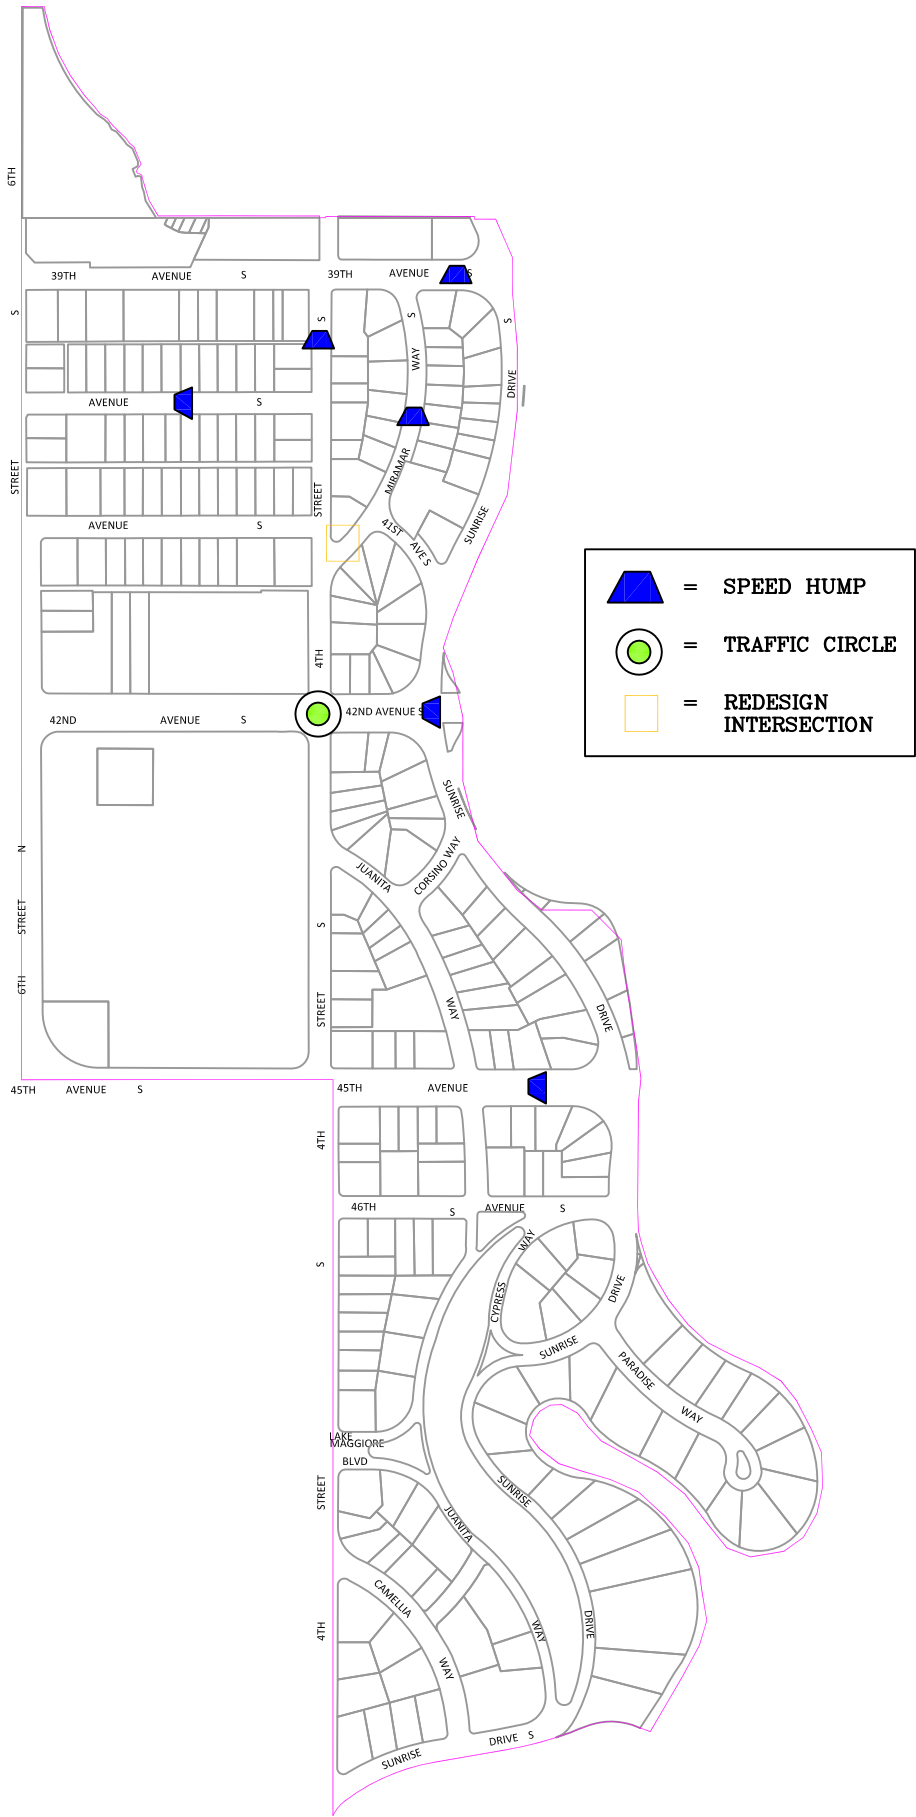 6TH
39TH AVENUE S 39TH AVENUE S
S S S S
WAY
DRIVE
AVENUE S
STREET STREET MIRAMAR
41ST
AVE S
SUNRISE
AVENUE S
= SPEED HUMP
= TRAFFIC CIRCLE
= REDESIGN
INTERSECTION
4TH
42ND AVENUE S 42ND AVENUE S
SUNRISE
N
JUANITA CORSINO WAY
STREET S
6TH STREET WAY DRIVE
45TH AVENUE S 45TH AVENUE
4TH
46TH S AVENUE S
WAY
S
CYPRESS DRIVE
SUNRISE
PARADISE
WAY
LAKE
MAGGIORE
BLVD
STREET SUNRISE
JUANITA
CAMELLIA
4TH WAY DRIVE
WAY
SUNRISE DRIVE S